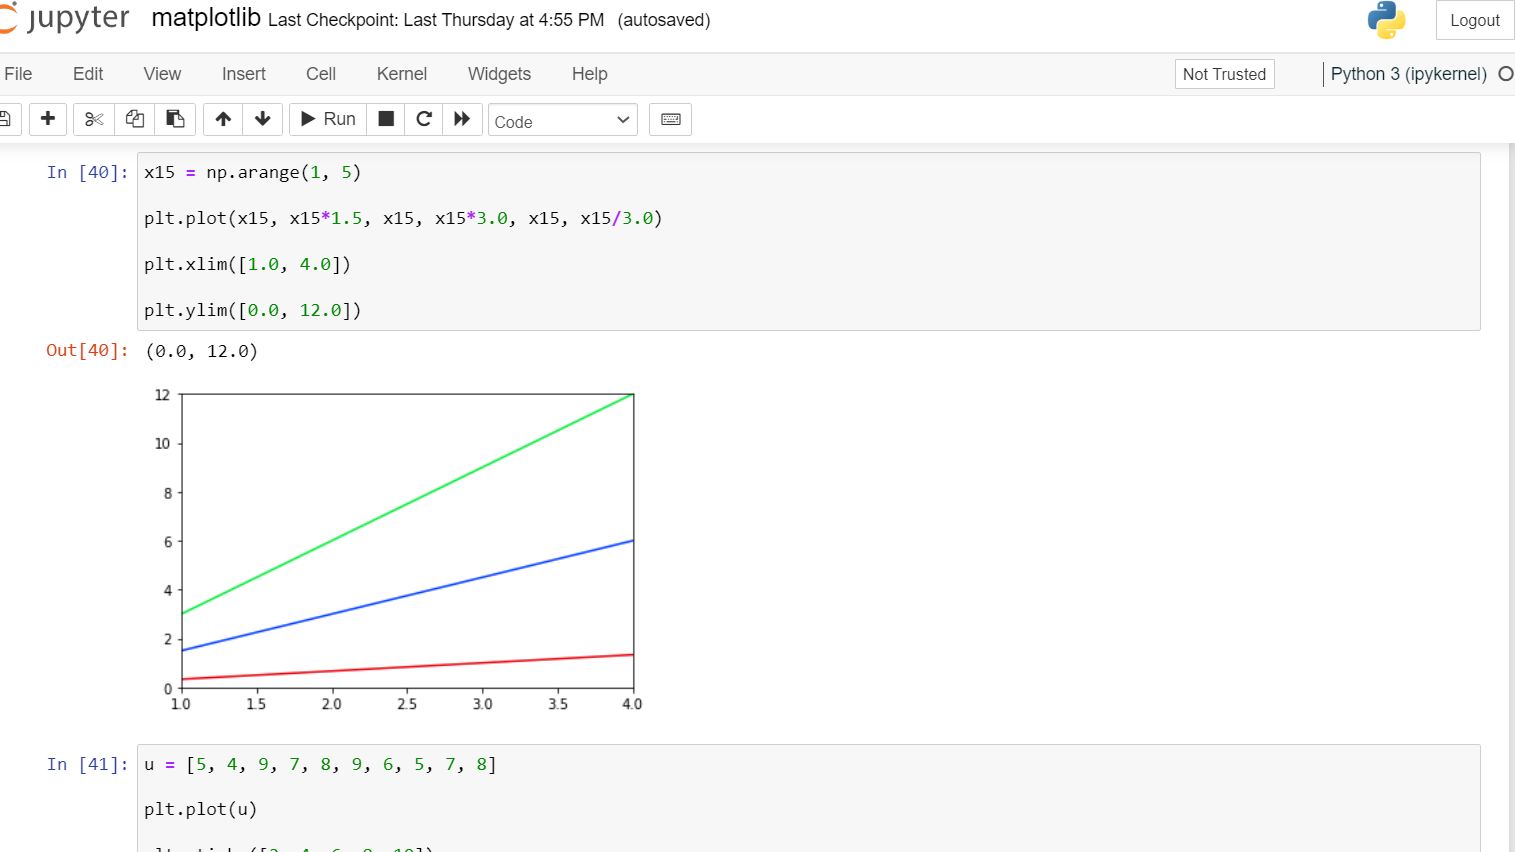 jupyter matplotlib Last Checkpoint: Last Thursday at 4:55 PM (autosaved) Logout
File Edit View Insert Cell Kernel Widgets Help Not Trusted Python 3 (ipykernel)
Run Code
In [40]: x15 = np.arange(1, 5)
plt.plot(x15, x15*1.5, x15, x15*3.0, x15, x15/3.0)
plt.xlim([1.0, 4.0])
plt.ylim([0.0, 12.0])
Out[40]: (0.0, 12.0)
12
10
8
6
4
2
0
1.0 1.5 2.0 2.5 3.0 3.5 4.0
In [41]: u = [5, 4, 9, 7, 8, 9, 6, 5, 7, 8]
plt.plot(u)